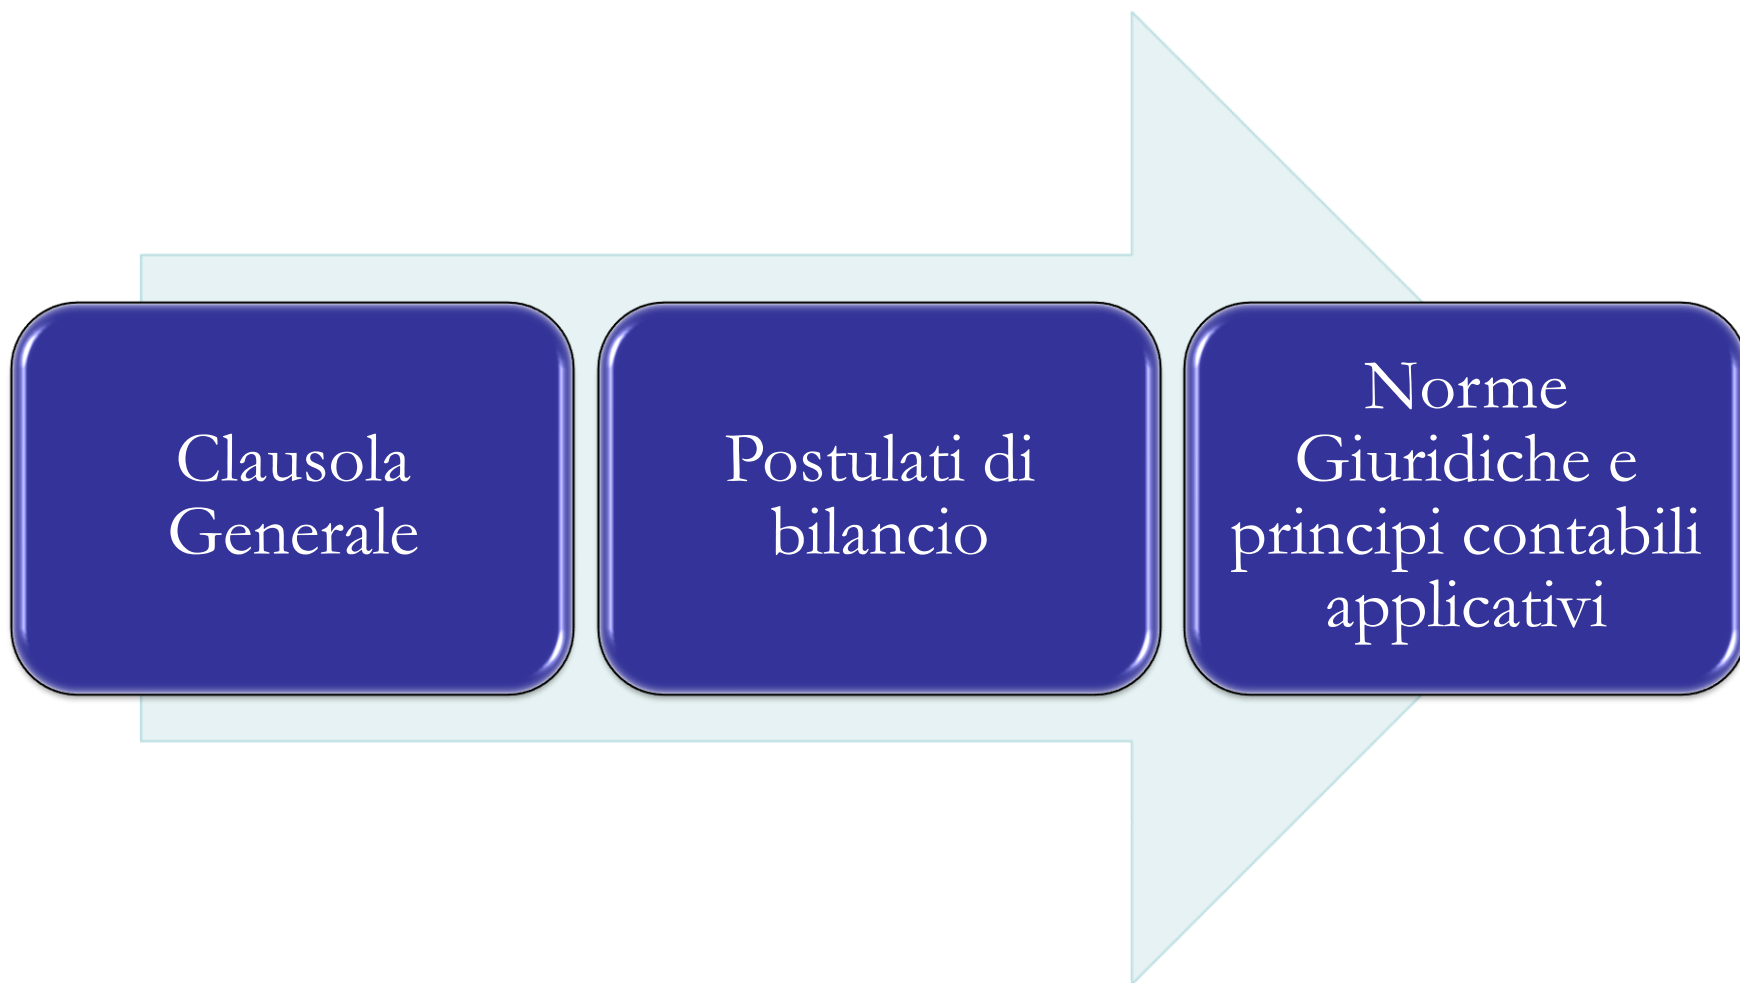 Clausola
Generale
Postulati di
bilancio
Norme
Giuridiche e
principi contabili
applicativi